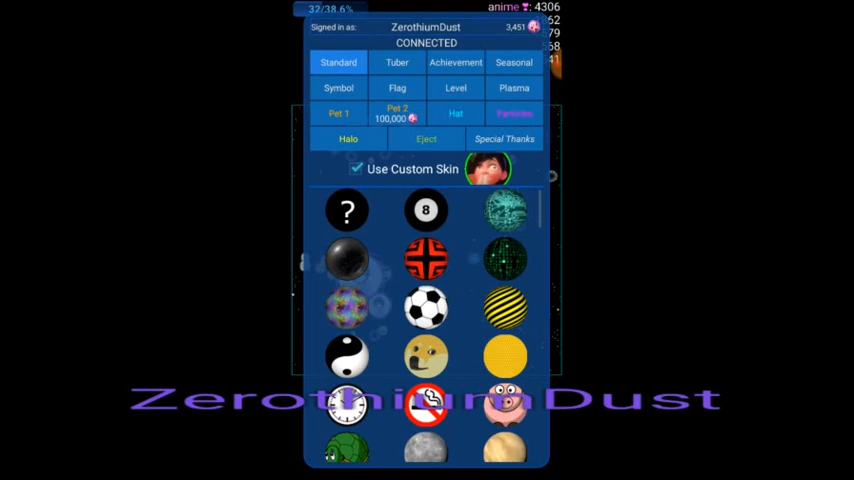 32/38.6%
anime ❣: 4306
Signed in as: ZerothiumDust 3,451
CONNECTED
Standard Tuber Achievement Seasonal
Symbol Flag Level Plasma
Pet 1 Pet 2 Hat Particles
100,000
Halo Eject Special Thanks
Use Custom Skin
?
8
ZerothiumDust